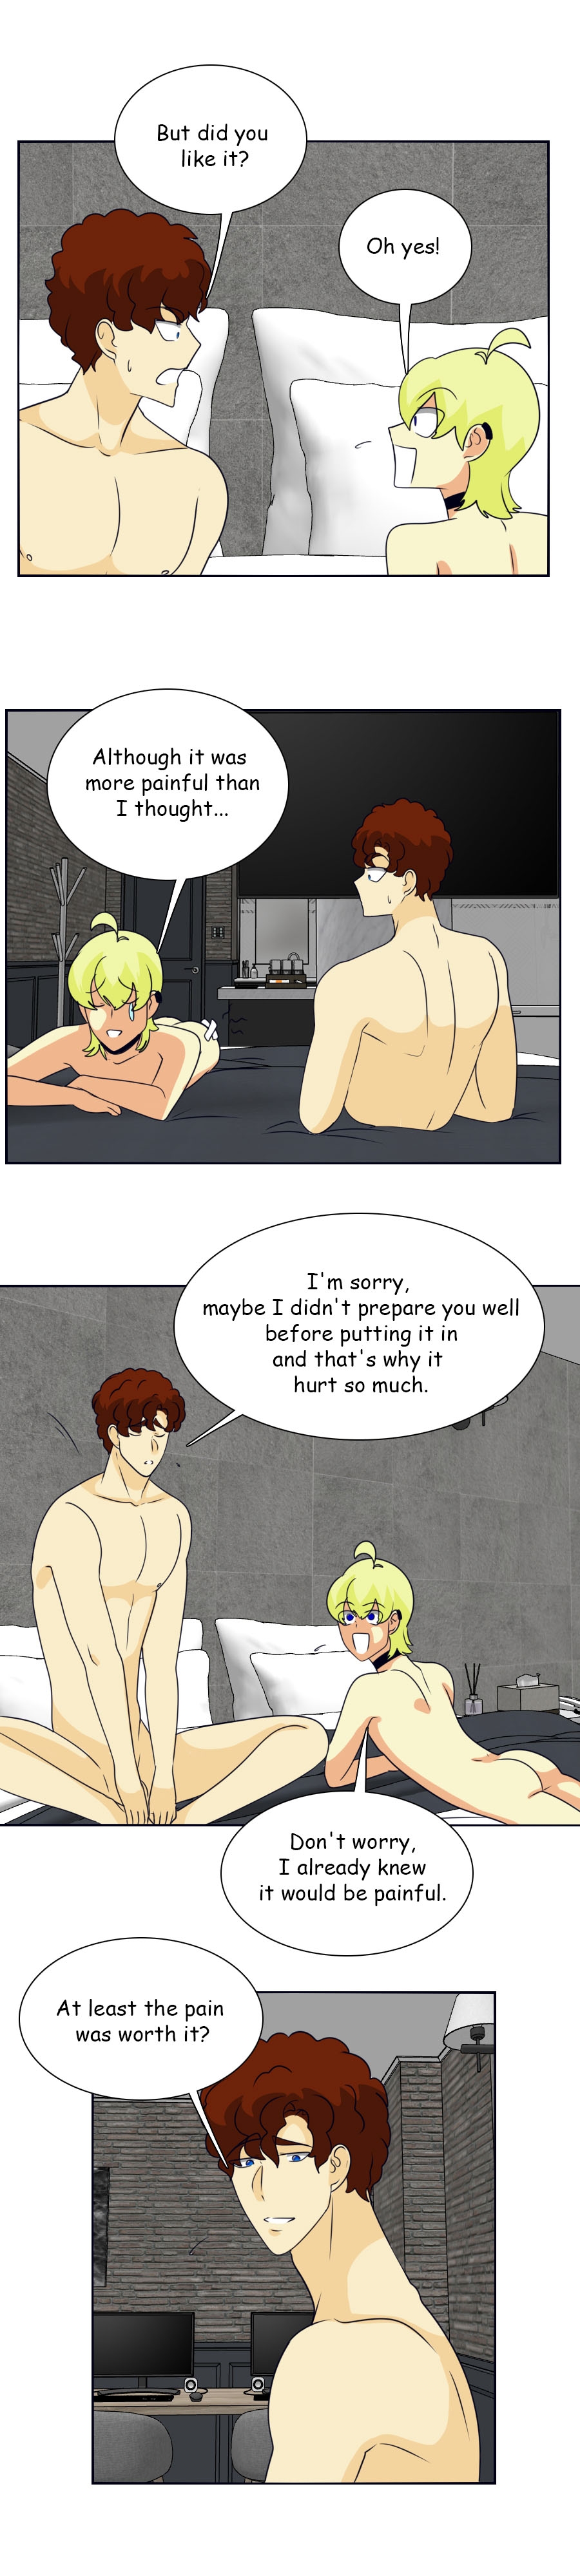 But did you
like it?
Oh yes!
Although it was
more painful than
I thought...
I'm sorry,
maybe I didn't prepare you well
before putting it in
and that's why it
hurt so much.
Don't worry,
I already knew
it would be painful.
At least the pain
was worth it?